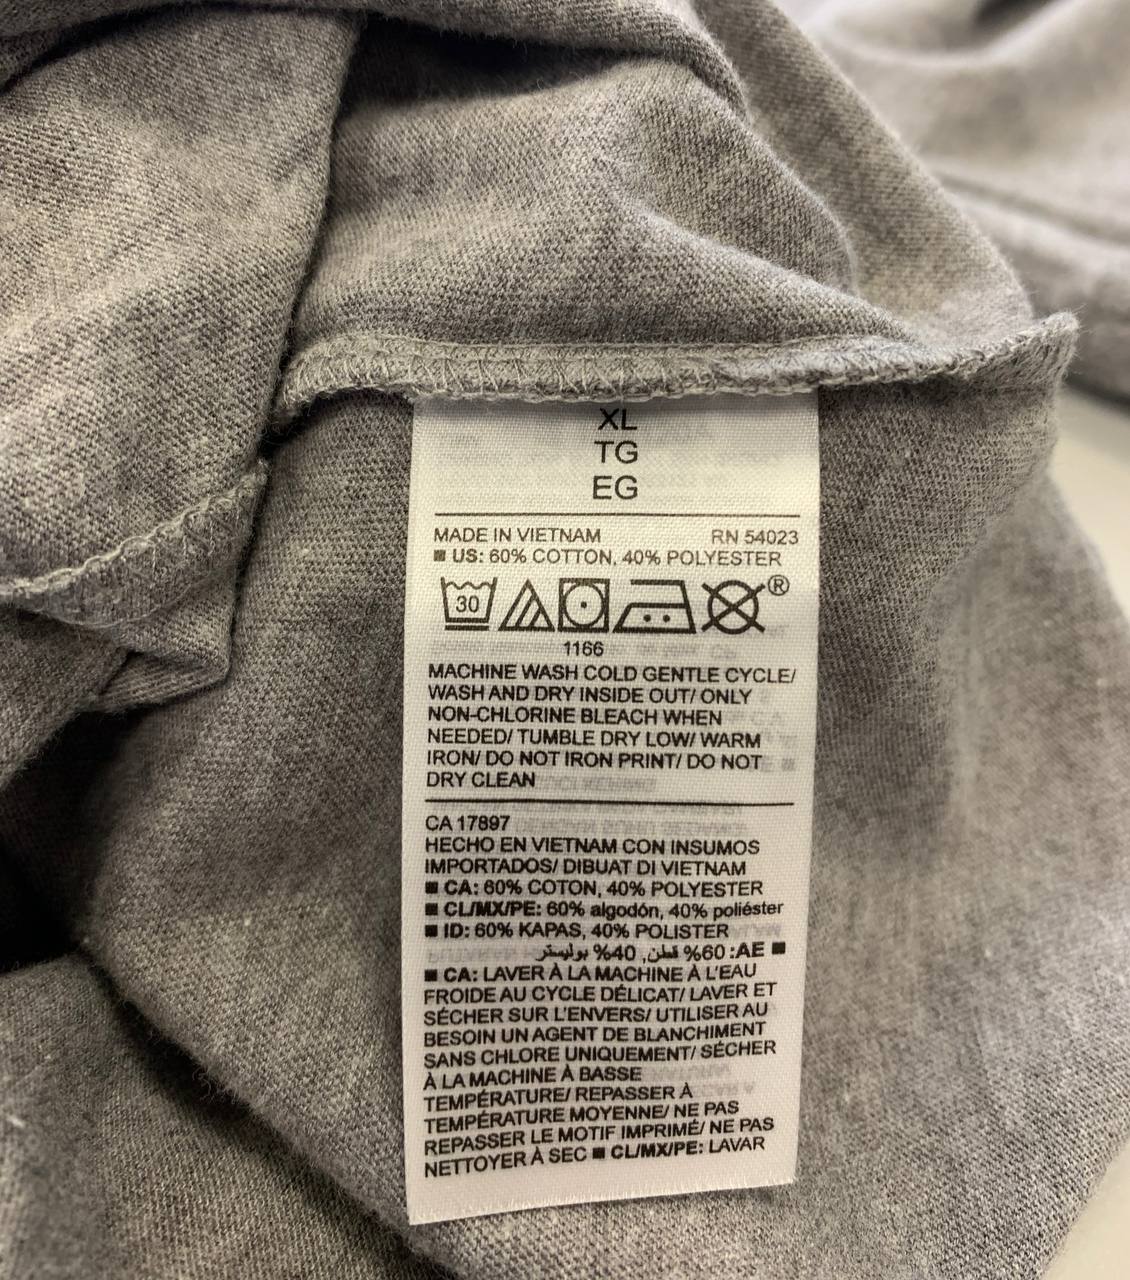 XL
TG
EG
MADE IN VIETNAM RN 54023
■ US: 60% COTTON, 40% POLYESTER
30 ®
1166
MACHINE WASH COLD GENTLE CYCLE/
WASH AND DRY INSIDE OUT/ ONLY
NON-CHLORINE BLEACH WHEN
NEEDED/ TUMBLE DRY LOW/ WARM
IRON/ DO NOT IRON PRINT/ DO NOT
DRY CLEAN
CA 17897
HECHO EN VIETNAM CON INSUMOS
IMPORTADOS/ DIBUAT DI VIETNAM
■ CA: 60% COTON, 40% POLYESTER
■ CL/MX/PE: 60% algodón, 40% poliéster
■ ID: 60% KAPAS, 40% POLISTER
■ AE: 60% قطن, 40% بوليستر
■ CA: LAVER À LA MACHINE À L'EAU
FROIDE AU CYCLE DÉLICAT/ LAVER ET
SÉCHER SUR L'ENVERS/ UTILISER AU
BESOIN UN AGENT DE BLANCHIMENT
SANS CHLORE UNIQUEMENT/ SÉCHER
À LA MACHINE À BASSE
TEMPÉRATURE/ REPASSER À
TEMPÉRATURE MOYENNE/ NE PAS
REPASSER LE MOTIF IMPRIMÉ/ NE PAS
NETTOYER À SEC ■ CL/MX/PE: LAVAR